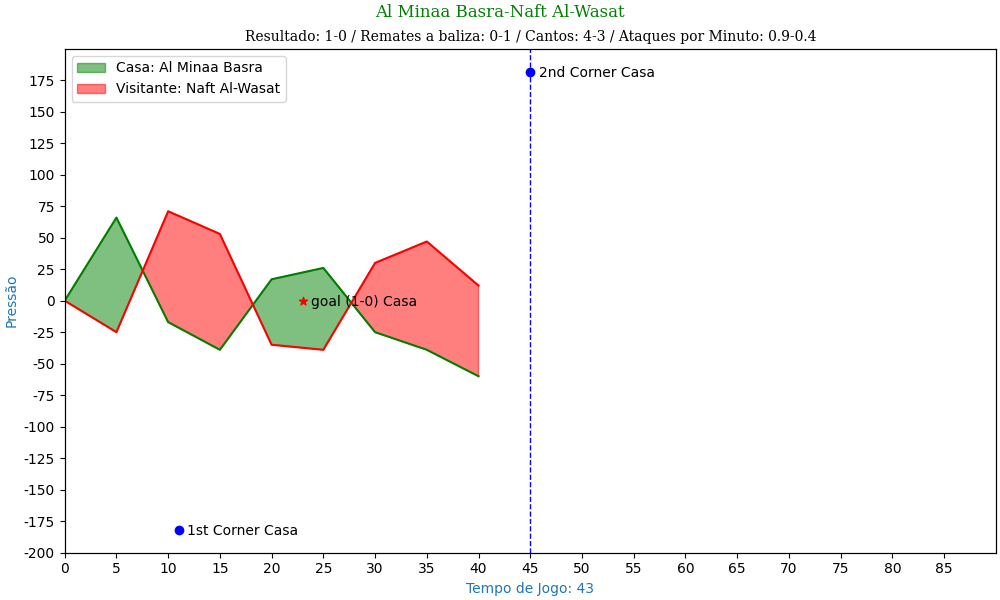 Al Minaa Basra-Naft Al-Wasat
Resultado: 1-0 / Remates a baliza: 0-1 / Cantos: 4-3 / Ataques por Minuto: 0.9-0.4
Casa: Al Minaa Basra
Visitante: Naft Al-Wasat
2nd Corner Casa
175
150
125
100
75
50
25
0
-25
-50
-75
-100
-125
-150
-175
-200
Pressão
goal (1-0) Casa
1st Corner Casa
0 5 10 15 20 25 30 35 40 45 50 55 60 65 70 75 80 85
Tempo de Jogo: 43